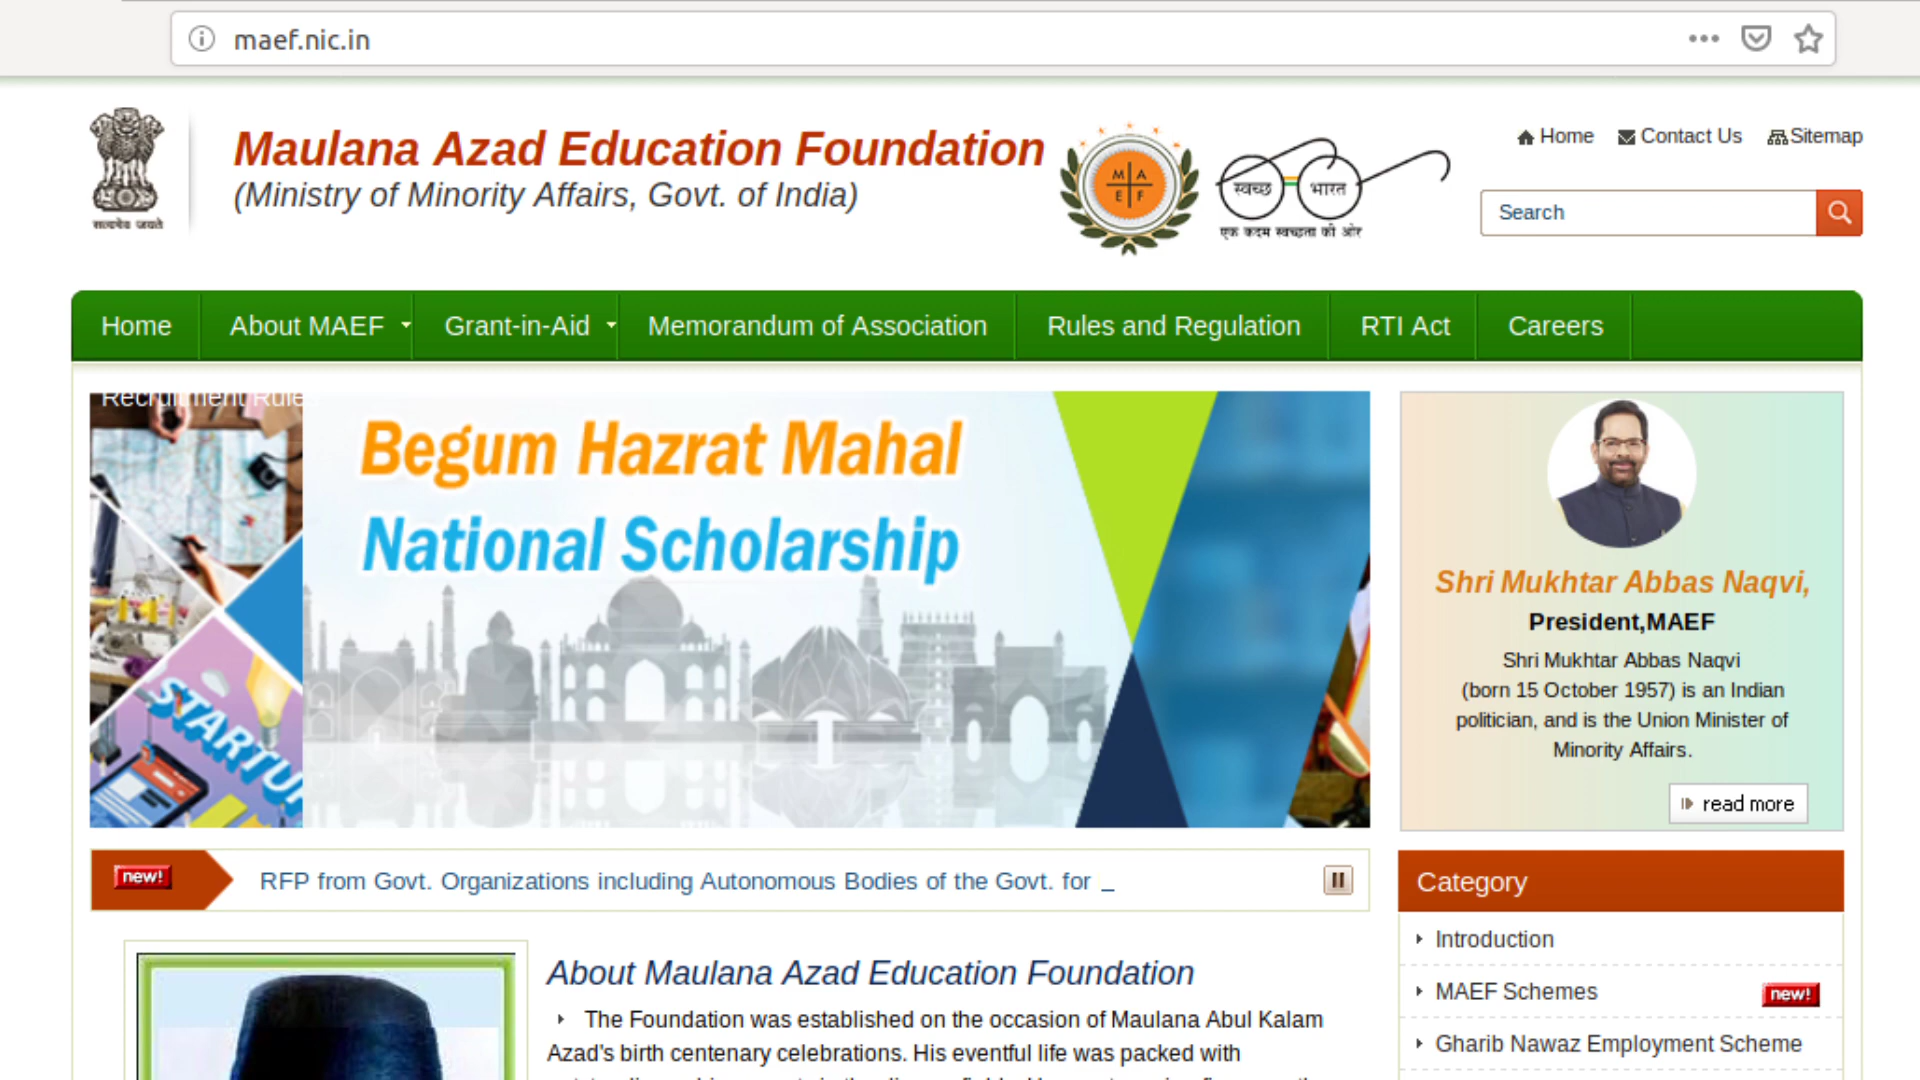 maef.nic.in
सत्यमेव जयते
Maulana Azad Education Foundation
(Ministry of Minority Affairs, Govt. of India)
M A
E F
स्वच्छ भारत
एक कदम स्वच्छता की ओर
Home Contact Us Sitemap
Search
Home About MAEF Grant-in-Aid Memorandum of Association Rules and Regulation RTI Act Careers
Recruitment Rules
Begum Hazrat Mahal
National Scholarship
STARTUP
Shri Mukhtar Abbas Naqvi,
President,MAEF
Shri Mukhtar Abbas Naqvi
(born 15 October 1957) is an Indian
politician, and is the Union Minister of
Minority Affairs.
read more
new! RFP from Govt. Organizations including Autonomous Bodies of the Govt. for _
Category
Introduction
MAEF Schemes new!
Gharib Nawaz Employment Scheme
About Maulana Azad Education Foundation
The Foundation was established on the occasion of Maulana Abul Kalam
Azad's birth centenary celebrations. His eventful life was packed with